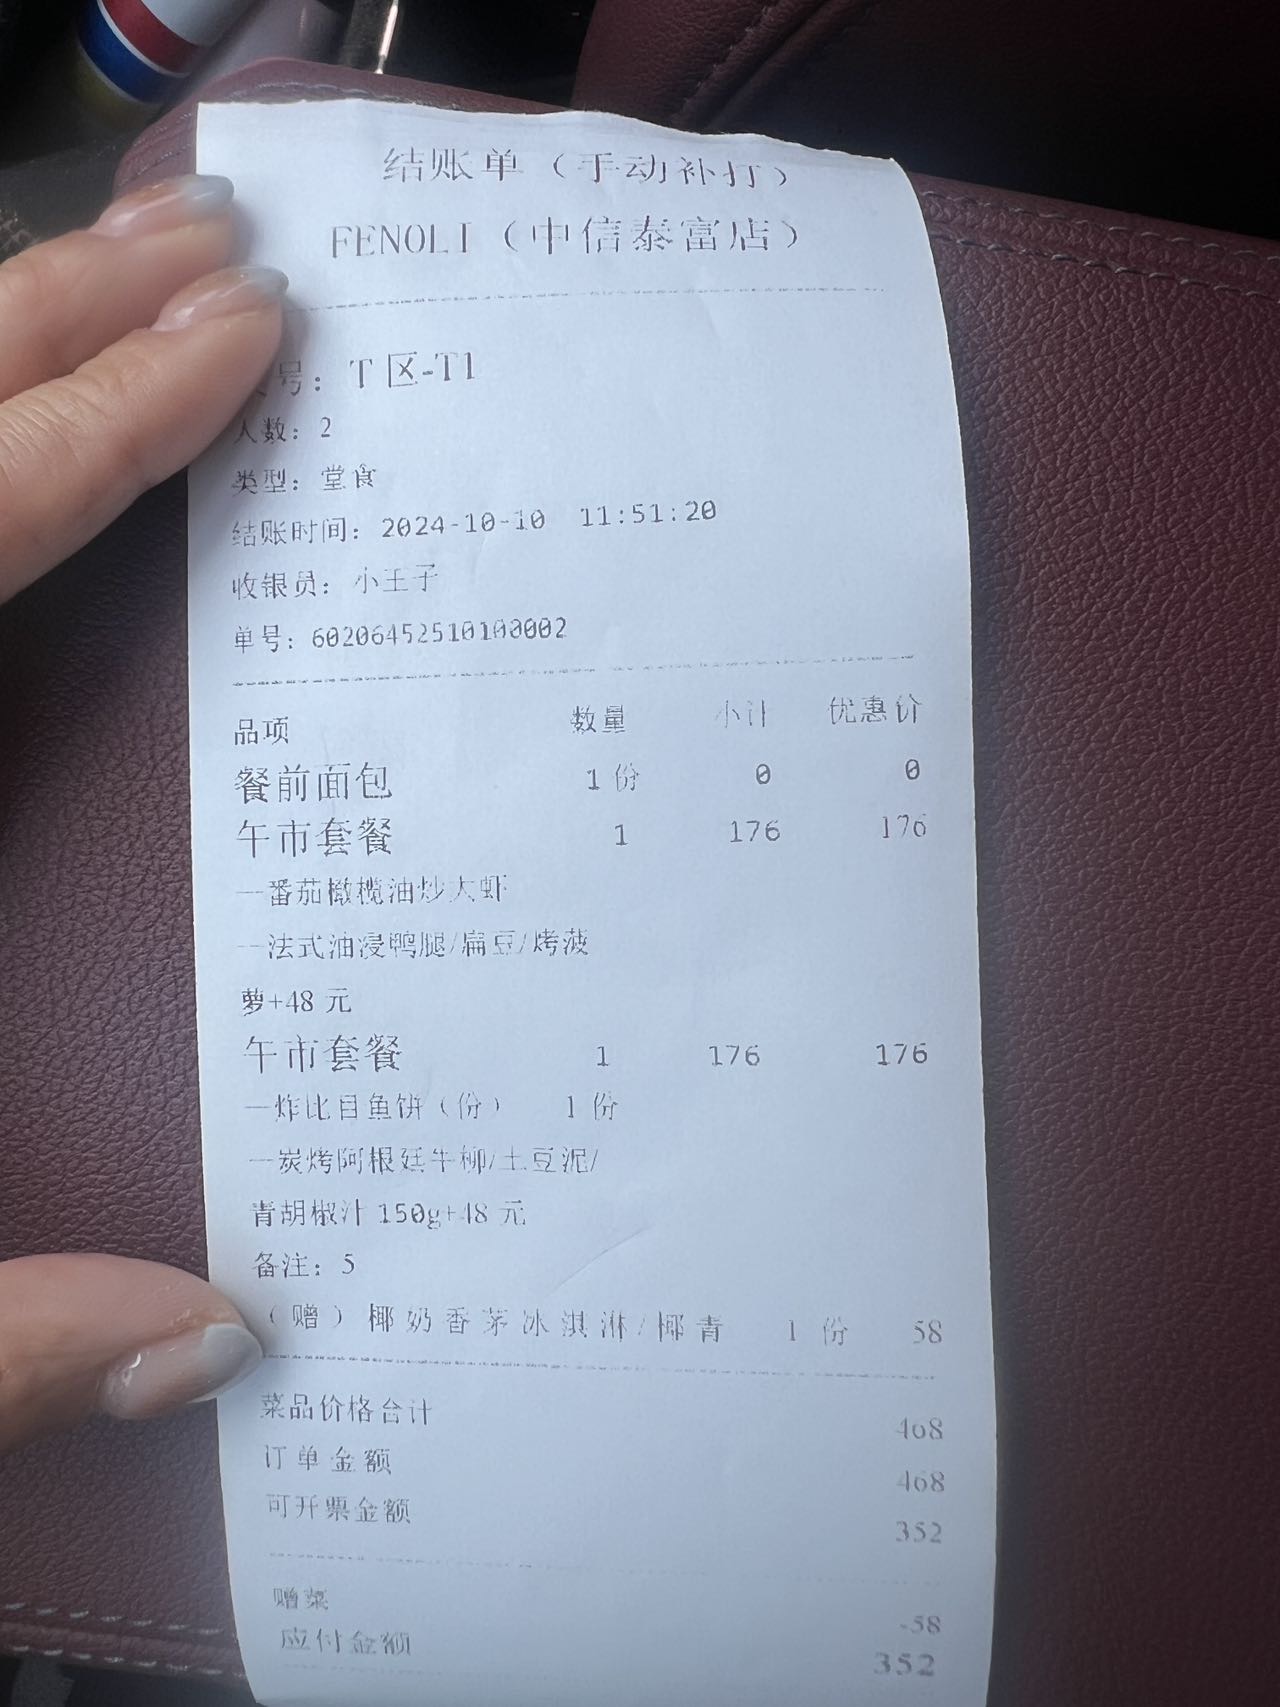 结账单（手动补打）
FENOLI（中信泰富店）
号：T区-T1
人数：2
类型：堂食
结账时间：2024-10-10 11:51:20
收银员：小王子
单号：60206452510100002
品项 数量 小计 优惠价
餐前面包 1份 0 0
午市套餐 1 176 176
—番茄橄榄油炒大虾
—法式油浸鸭腿/扁豆/烤菠
萝+48元
午市套餐 1 176 176
—炸比目鱼饼（份） 1份
—炭烤阿根廷牛柳/土豆泥/
青胡椒汁150g+48元
备注：5
（赠）椰奶香茅冰淇淋/椰青 1份 58
菜品价格合计 468
订单金额 468
可开票金额 352
赠菜 -58
应付金额 352